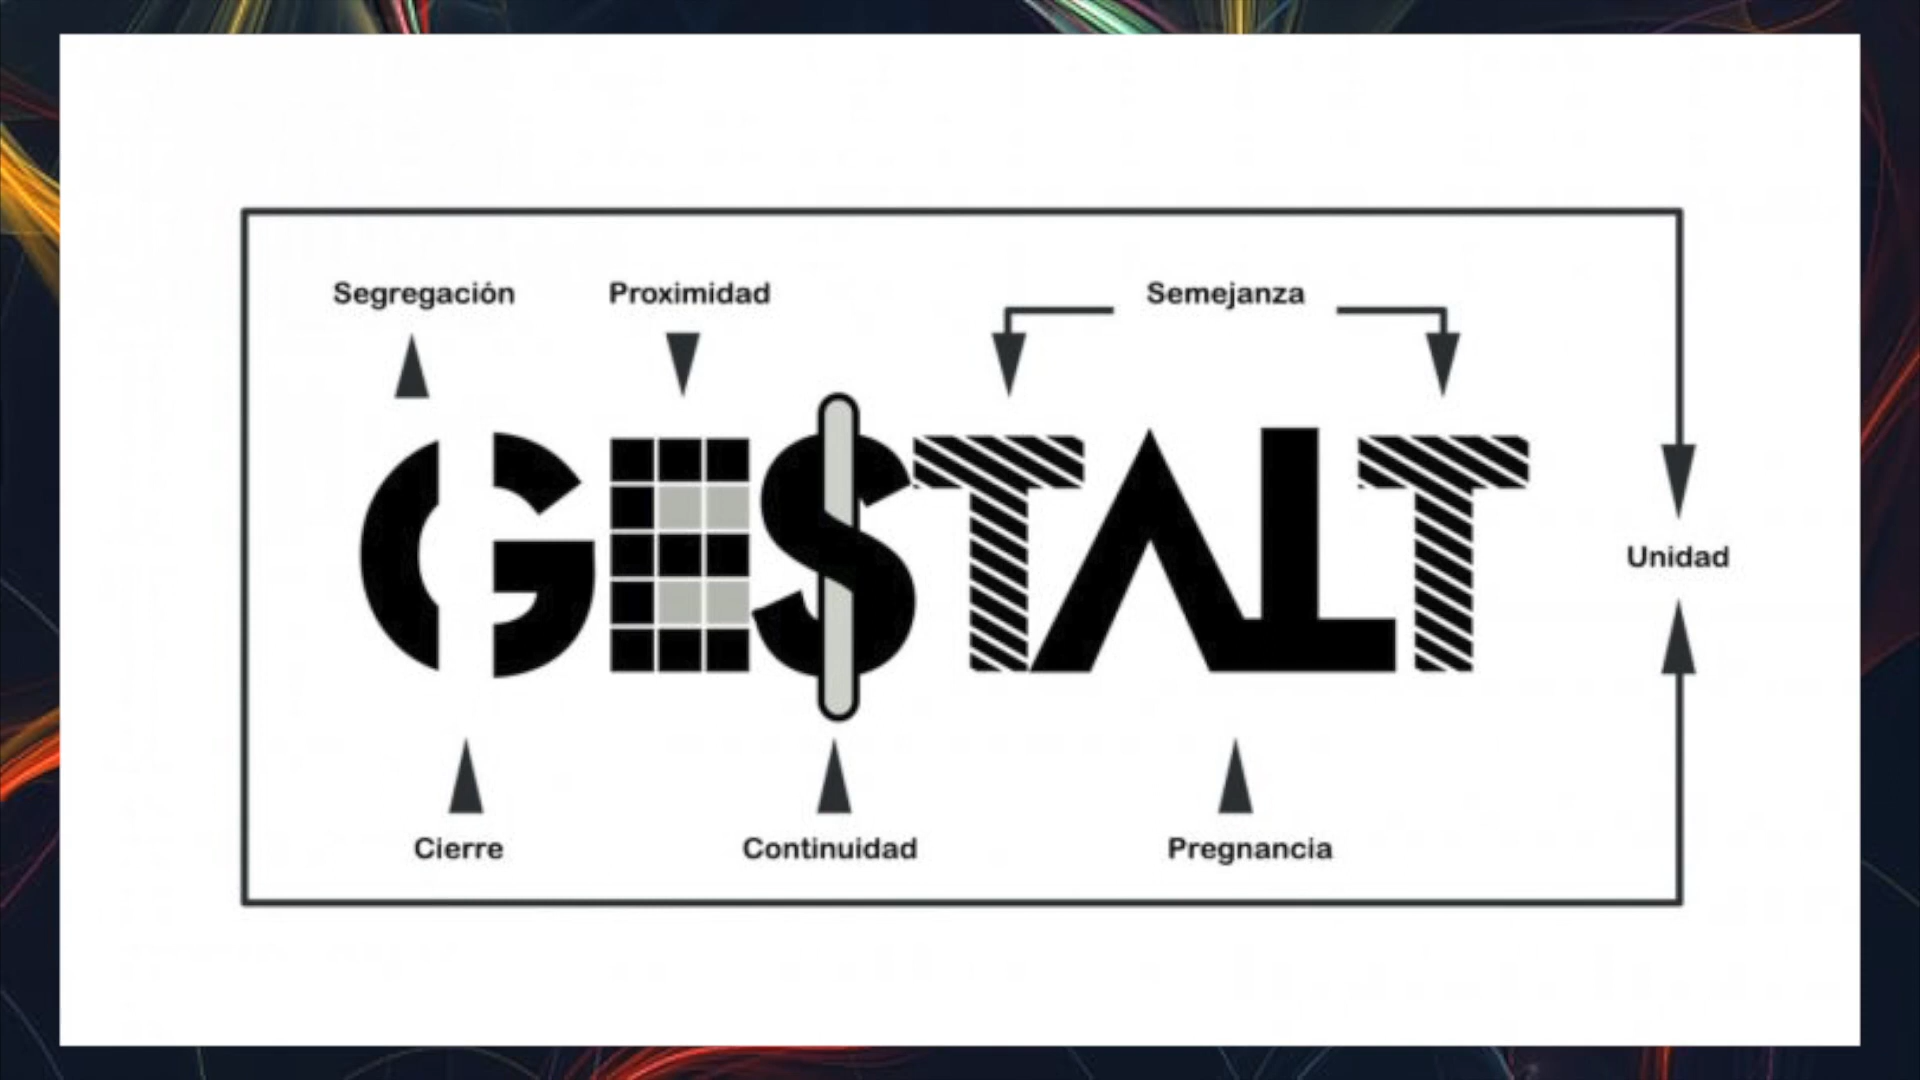 Segregación
Proximidad
Semejanza
GESTALT
Unidad
Cierre
Continuidad
Pregnancia